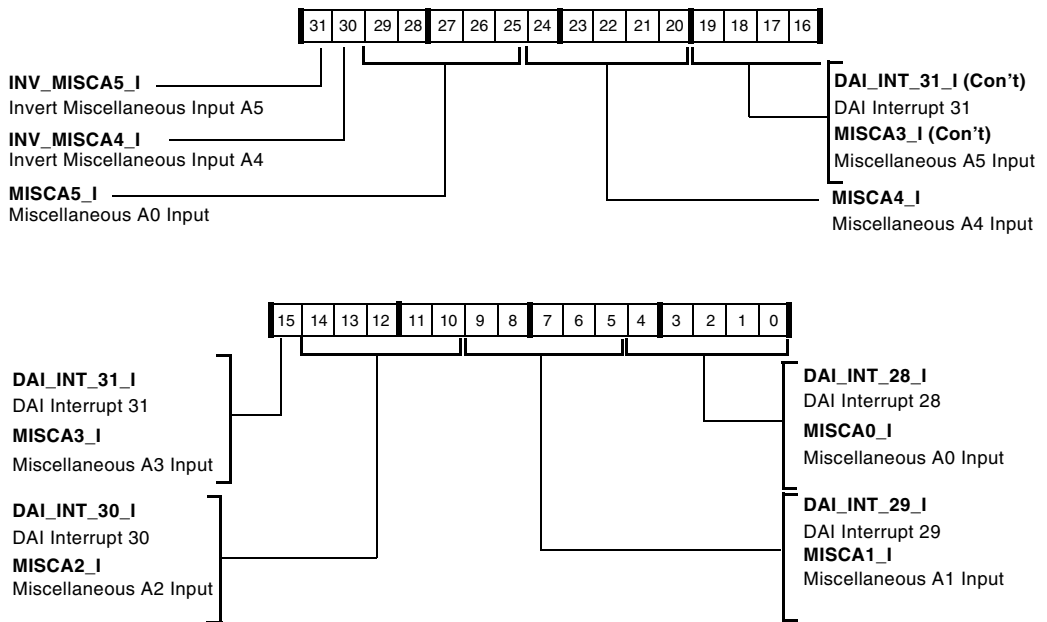 31 30 29 28 27 26 25 24 23 22 21 20 19 18 17 16
INV_MISCA5_I
Invert Miscellaneous Input A5
INV_MISCA4_I
Invert Miscellaneous Input A4
MISCA5_I
Miscellaneous A0 Input
DAI_INT_31_I (Con't)
DAI Interrupt 31
MISCA3_I (Con't)
Miscellaneous A5 Input
MISCA4_I
Miscellaneous A4 Input
15 14 13 12 11 10 9 8 7 6 5 4 3 2 1 0
DAI_INT_31_I
DAI Interrupt 31
MISCA3_I
Miscellaneous A3 Input
DAI_INT_30_I
DAI Interrupt 30
MISCA2_I
Miscellaneous A2 Input
DAI_INT_28_I
DAI Interrupt 28
MISCA0_I
Miscellaneous A0 Input
DAI_INT_29_I
DAI Interrupt 29
MISCA1_I
Miscellaneous A1 Input